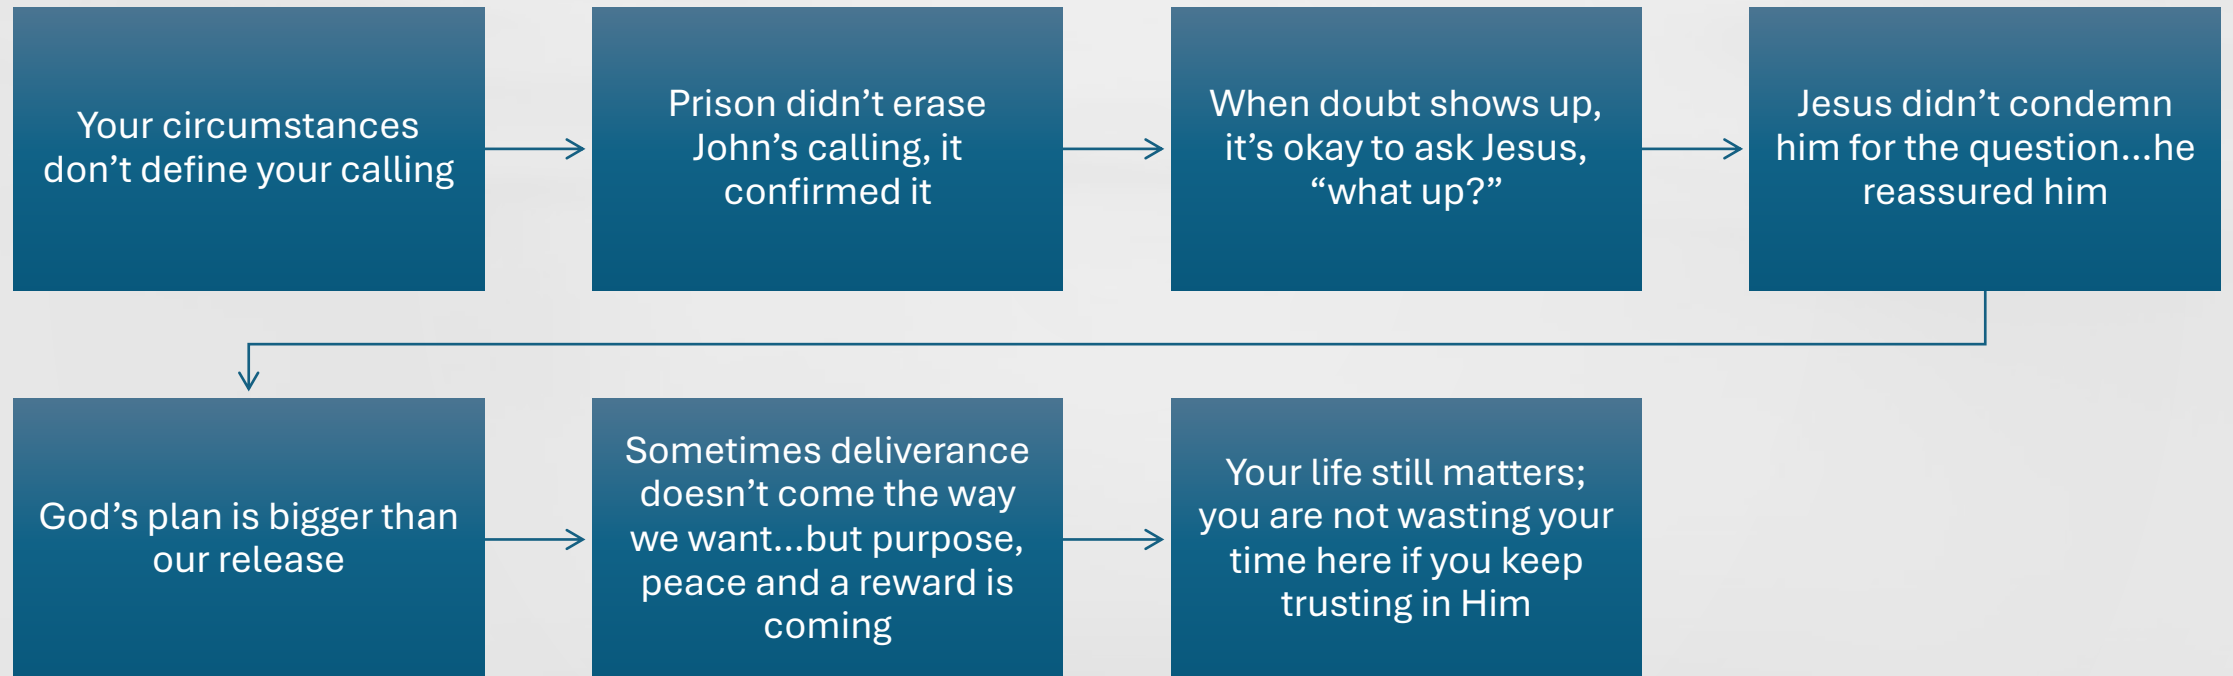 Your circumstances
don’t define your calling
Prison didn’t erase
John’s calling, it
confirmed it
When doubt shows up,
it’s okay to ask Jesus,
“what up?”
Jesus didn’t condemn
him for the question…he
reassured him
God’s plan is bigger than
our release
Sometimes deliverance
doesn’t come the way
we want…but purpose,
peace and a reward is
coming
Your life still matters;
you are not wasting your
time here if you keep
trusting in Him